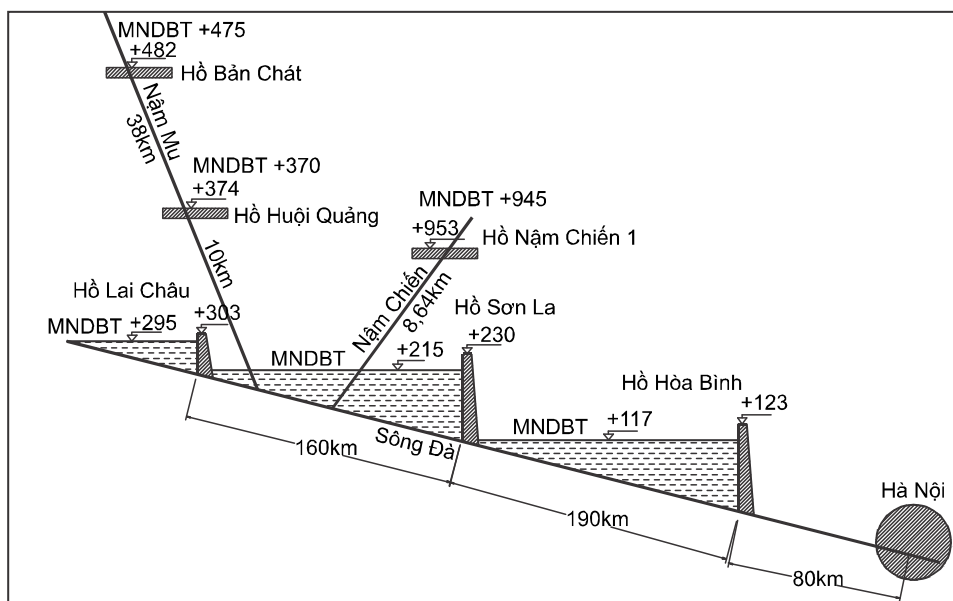 MNDBT +475
+482
Hồ Bản Chát
Nậm Mu
38km
MNDBT +370
+374
Hồ Huội Quảng
10km
MNDBT +945
+953
Hồ Nậm Chiến 1
Nậm Chiến
8,64km
Hồ Lai Châu
MNDBT +295
+303
Hồ Sơn La
+230
MNDBT
+215
Hồ Hòa Bình
+123
MNDBT
+117
Sông Đà
160km
190km
80km
Hà Nội